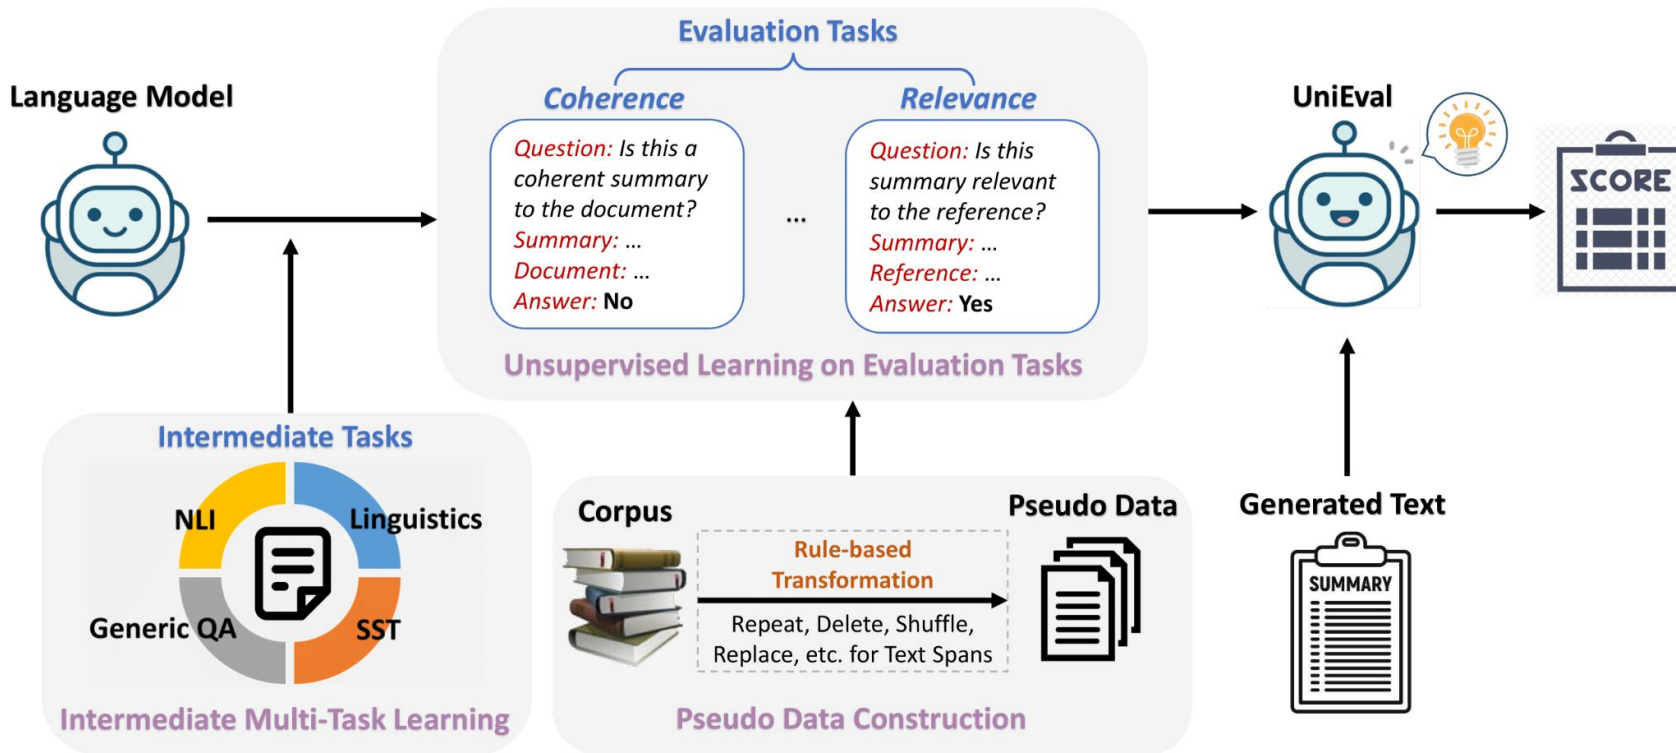 Evaluation Tasks
Language Model
Coherence
Question: Is this a
coherent summary
to the document?
Summary: ...
Document: ...
Answer: No
...
Relevance
Question: Is this
summary relevant
to the reference?
Summary: ...
Reference: ...
Answer: Yes
Unsupervised Learning on Evaluation Tasks
UniEval
SCORE
Intermediate Tasks
NLI
Linguistics
Generic QA
SST
Intermediate Multi-Task Learning
Corpus
Rule-based
Transformation
Repeat, Delete, Shuffle,
Replace, etc. for Text Spans
Pseudo Data
Pseudo Data Construction
Generated Text
SUMMARY